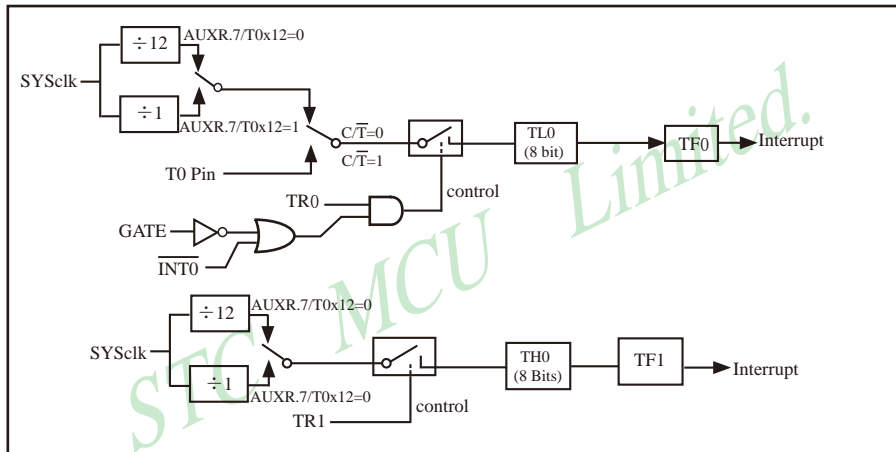 ÷12
AUXR.7/T0x12=0
SYSclk
÷1
AUXR.7/T0x12=1
C/T̅=0
C/T̅=1
T0 Pin
TL0
(8 bit)
TF0
Interrupt
control
TR0
GATE
I̅N̅T̅0̅
÷12
AUXR.7/T0x12=0
SYSclk
÷1
AUXR.7/T0x12=0
TR1
control
TH0
(8 Bits)
TF1
Interrupt
STC MCU Limited.